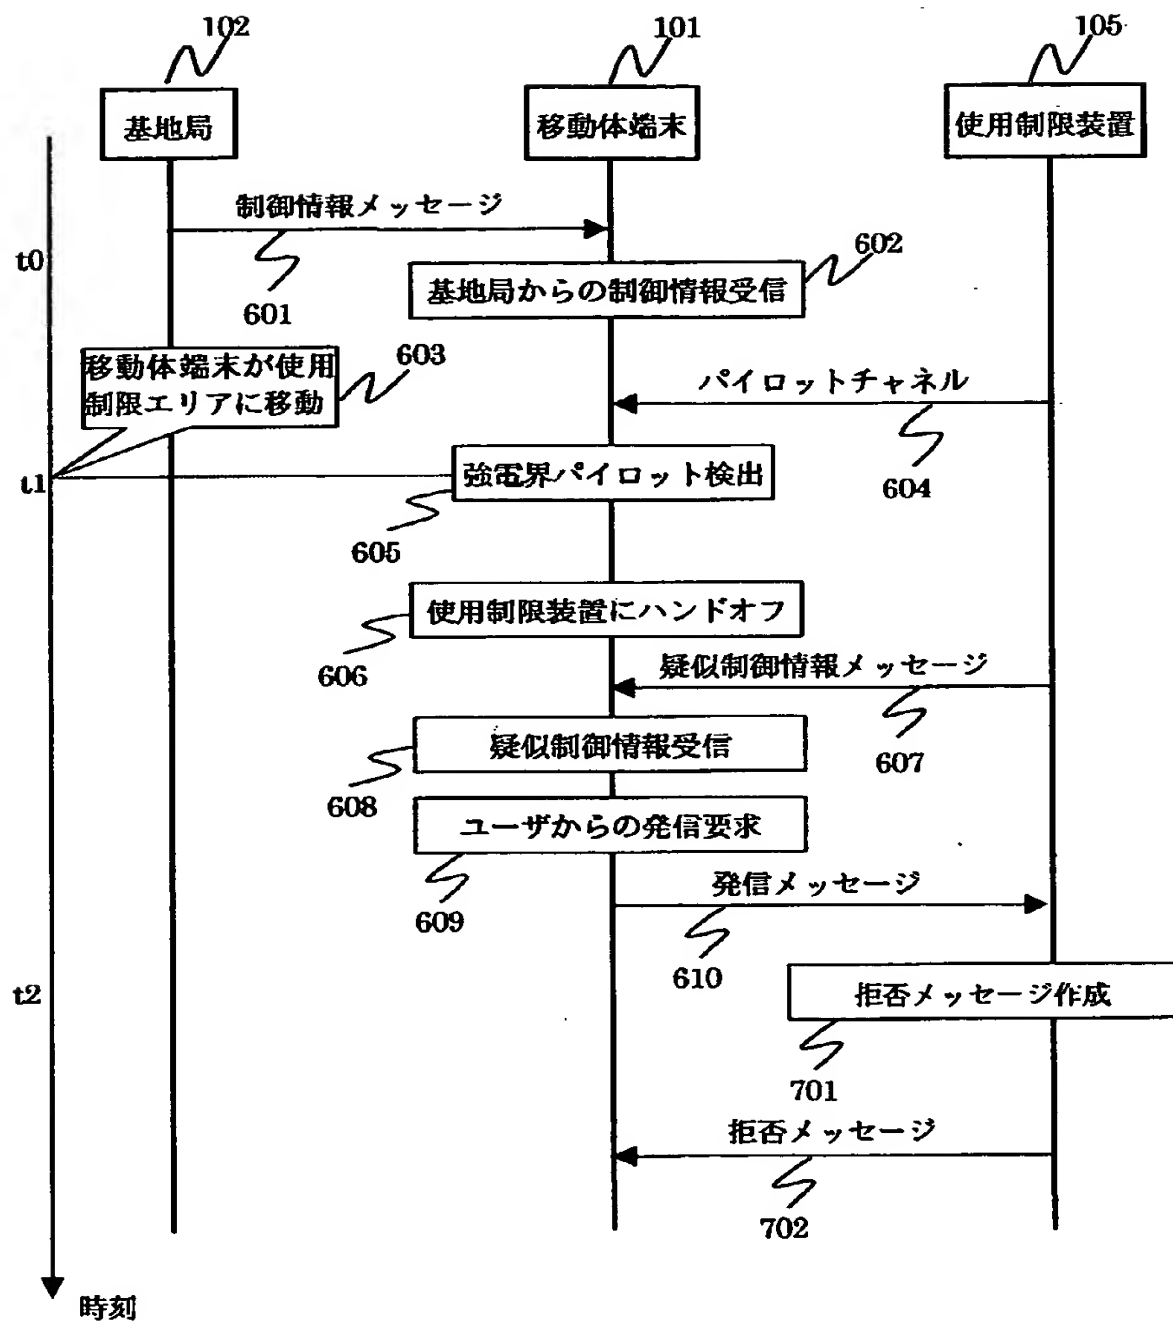 102
101
105
基地局
移動体端末
使用制限装置
制御情報メッセージ
t0
602
基地局からの制御情報受信
601
移動体端末が使用
制限エリアに移動
603
パイロットチャネル
t1
強電界パイロット検出
604
605
使用制限装置にハンドオフ
606
疑似制御情報メッセージ
疑似制御情報受信
607
608
ユーザからの発信要求
発信メッセージ
609
610
t2
拒否メッセージ作成
701
拒否メッセージ
702
時刻